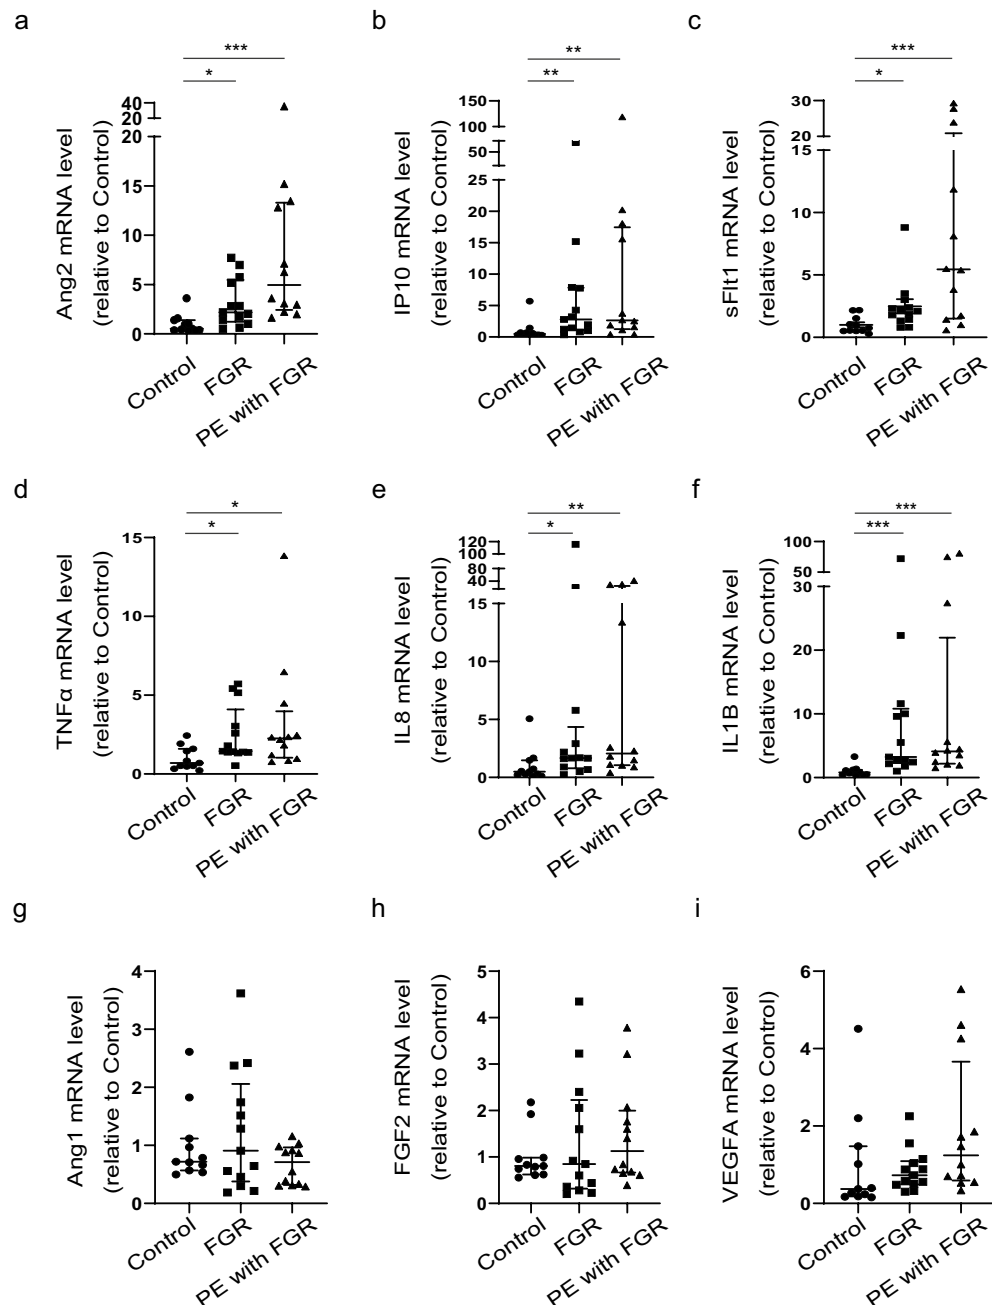 a
***
*
Ang2 mRNA level
(relative to Control)
40
20
20
15
10
5
0
Control
FGR
PE with FGR
b
**
**
IP10 mRNA level
(relative to Control)
150
100
50
25
20
15
10
5
0
Control
FGR
PE with FGR
c
***
*
sFlt1 mRNA level
(relative to Control)
30
20
15
10
5
0
Control
FGR
PE with FGR
d
*
*
TNFα mRNA level
(relative to Control)
15
10
5
0
Control
FGR
PE with FGR
e
**
*
IL8 mRNA level
(relative to Control)
120
100
80
40
15
10
5
0
Control
FGR
PE with FGR
f
***
***
IL1B mRNA level
(relative to Control)
100
50
30
20
10
0
Control
FGR
PE with FGR
g
Ang1 mRNA level
(relative to Control)
4
3
2
1
0
Control
FGR
PE with FGR
h
FGF2 mRNA level
(relative to Control)
5
4
3
2
1
0
Control
FGR
PE with FGR
i
VEGFA mRNA level
(relative to Control)
6
4
2
0
Control
FGR
PE with FGR